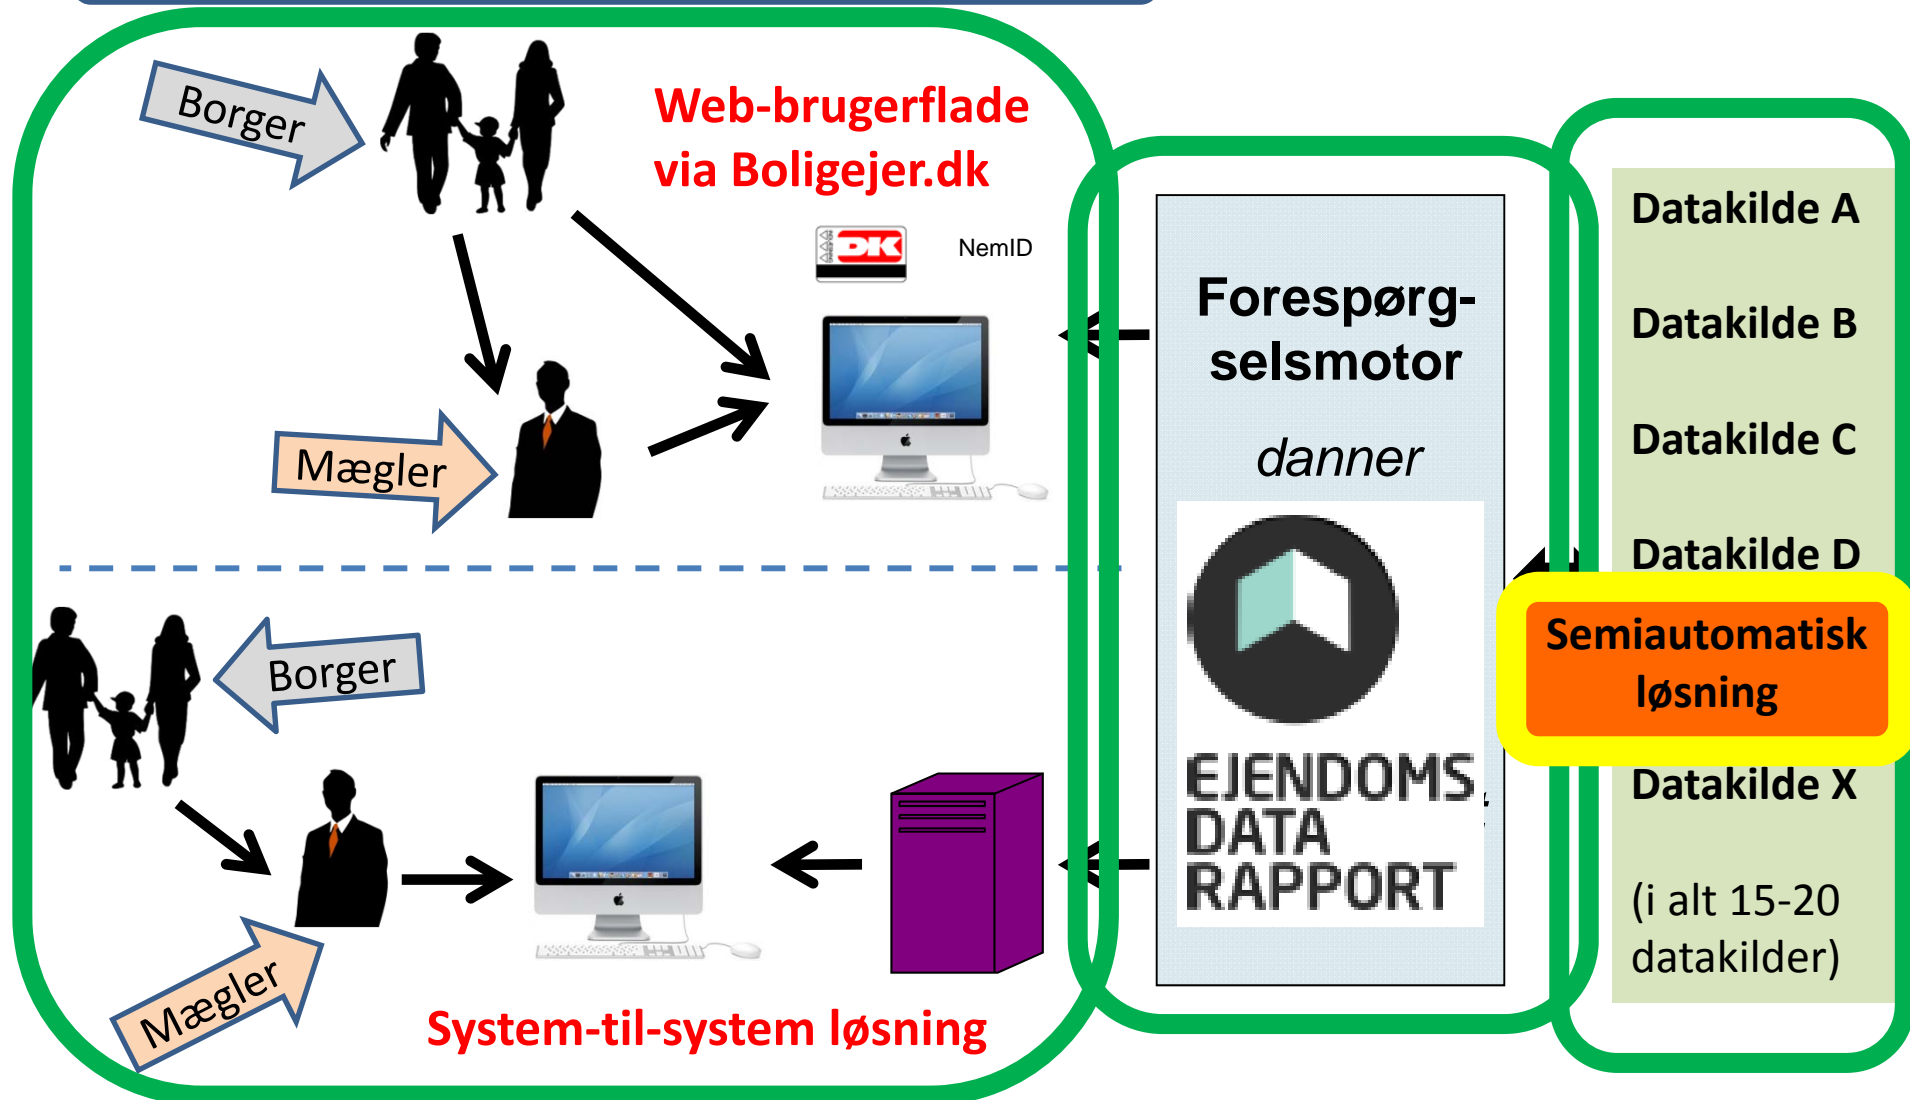 Borger
Web-brugerflade
via Boligejer.dk
DK
NemID
Mægler
Borger
Mægler
System-til-system løsning
Forespørg-
selsmotor
danner
EJENDOMS
DATA
RAPPORT
Datakilde A
Datakilde B
Datakilde C
Datakilde D
Semiautomatisk
løsning
Datakilde X
(i alt 15-20
datakilder)